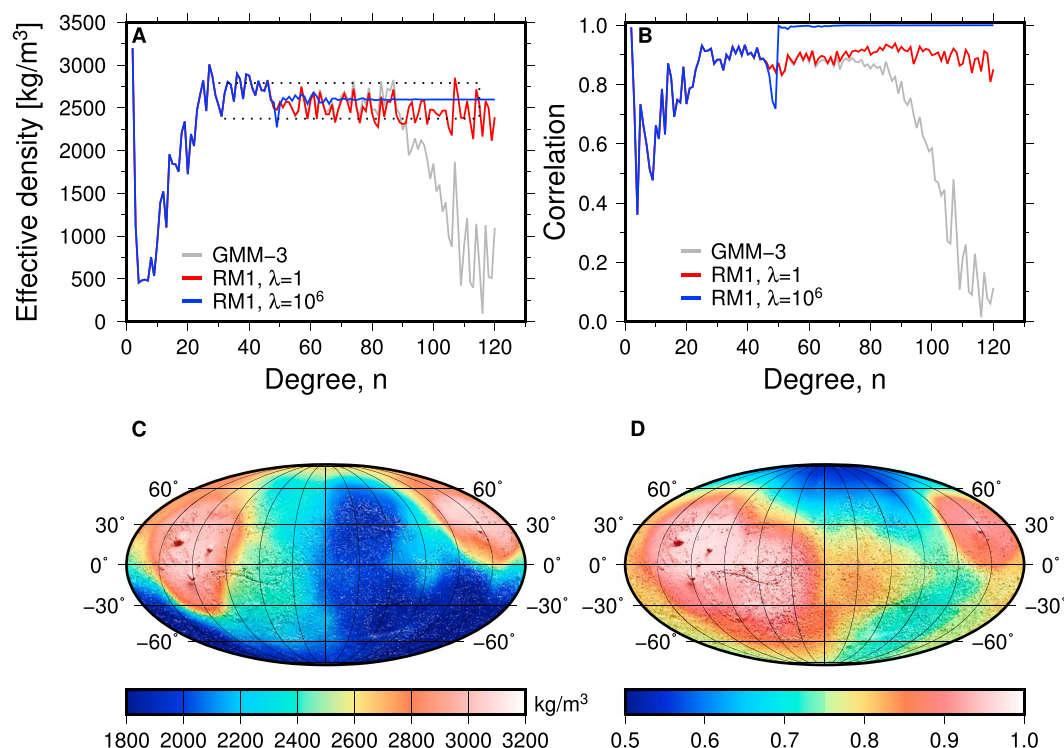 A
Effective density [kg/m³]
3500
3000
2500
2000
1500
1000
500
0
GMM−3
RM1, λ=1
RM1, λ=10⁶
0 20 40 60 80 100 120
Degree, n
B
Correlation
1.0
0.8
0.6
0.4
0.2
0.0
GMM−3
RM1, λ=1
RM1, λ=10⁶
0 20 40 60 80 100 120
Degree, n
C
60° 60°
30° 30°
0° 0°
−30° −30°
−60° −60°
kg/m³
1800 2000 2200 2400 2600 2800 3000 3200
D
60° 60°
30° 30°
0° 0°
−30° −30°
−60° −60°
0.5 0.6 0.7 0.8 0.9 1.0